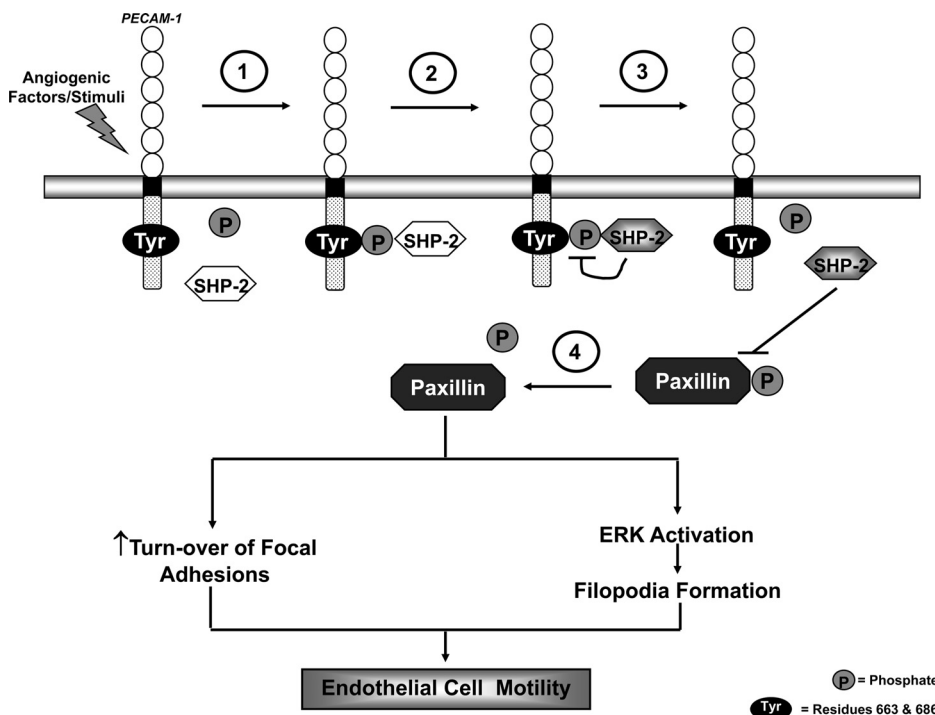 PECAM-1
Angiogenic
Factors/Stimuli
1
2
3
Tyr
P
SHP-2
Tyr
P
SHP-2
Tyr
P
SHP-2
Tyr
P
SHP-2
P
4
Paxillin
Paxillin
P
↑Turn-over of Focal
Adhesions
ERK Activation
Filopodia Formation
Endothelial Cell Motility
P = Phosphate
Tyr = Residues 663 & 686